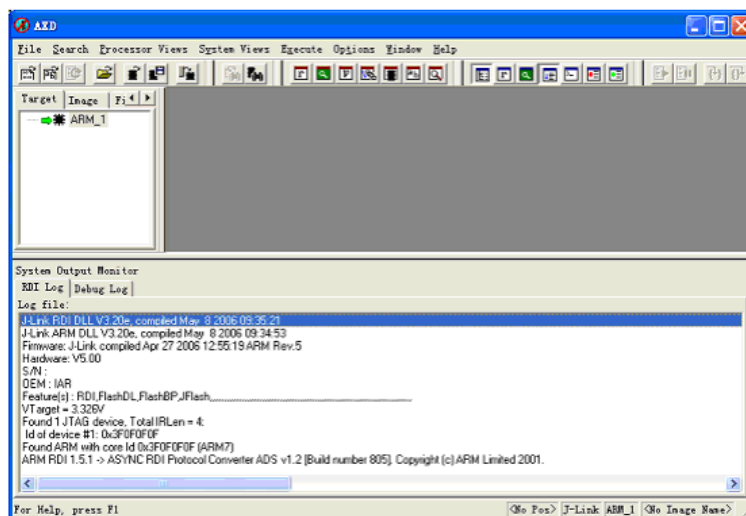 AXD
File Search Processor Views System Views Execute Options Window Help
Target Image Fi
ARM_1
System Output Monitor
RDI Log Debug Log
Log file:
J-Link RDI DLL V3.20e, compiled May 8 2006 09:35:21
J-Link ARM DLL V3.20e, compiled May 8 2006 09:34:53
Firmware: J-Link compiled Apr 27 2006 12:55:19 ARM Rev.5
Hardware: V5.00
S/N :
OEM : IAR
Feature(s) : RDI,FlashDL,FlashBP,JFlash,
VTarget = 3.326V
Found 1 JTAG device, Total IRLen = 4:
Id of device #1: 0x3F0F0F0F
Found ARM with core Id 0x3F0F0F0F (ARM7)
ARM RDI 1.5.1 -> ASYNC RDI Protocol Converter ADS v1.2 [Build number 805]. Copyright (c) ARM Limited 2001.
For Help, press F1 <No Pos> J-Link ARM_1 <No Image Name>